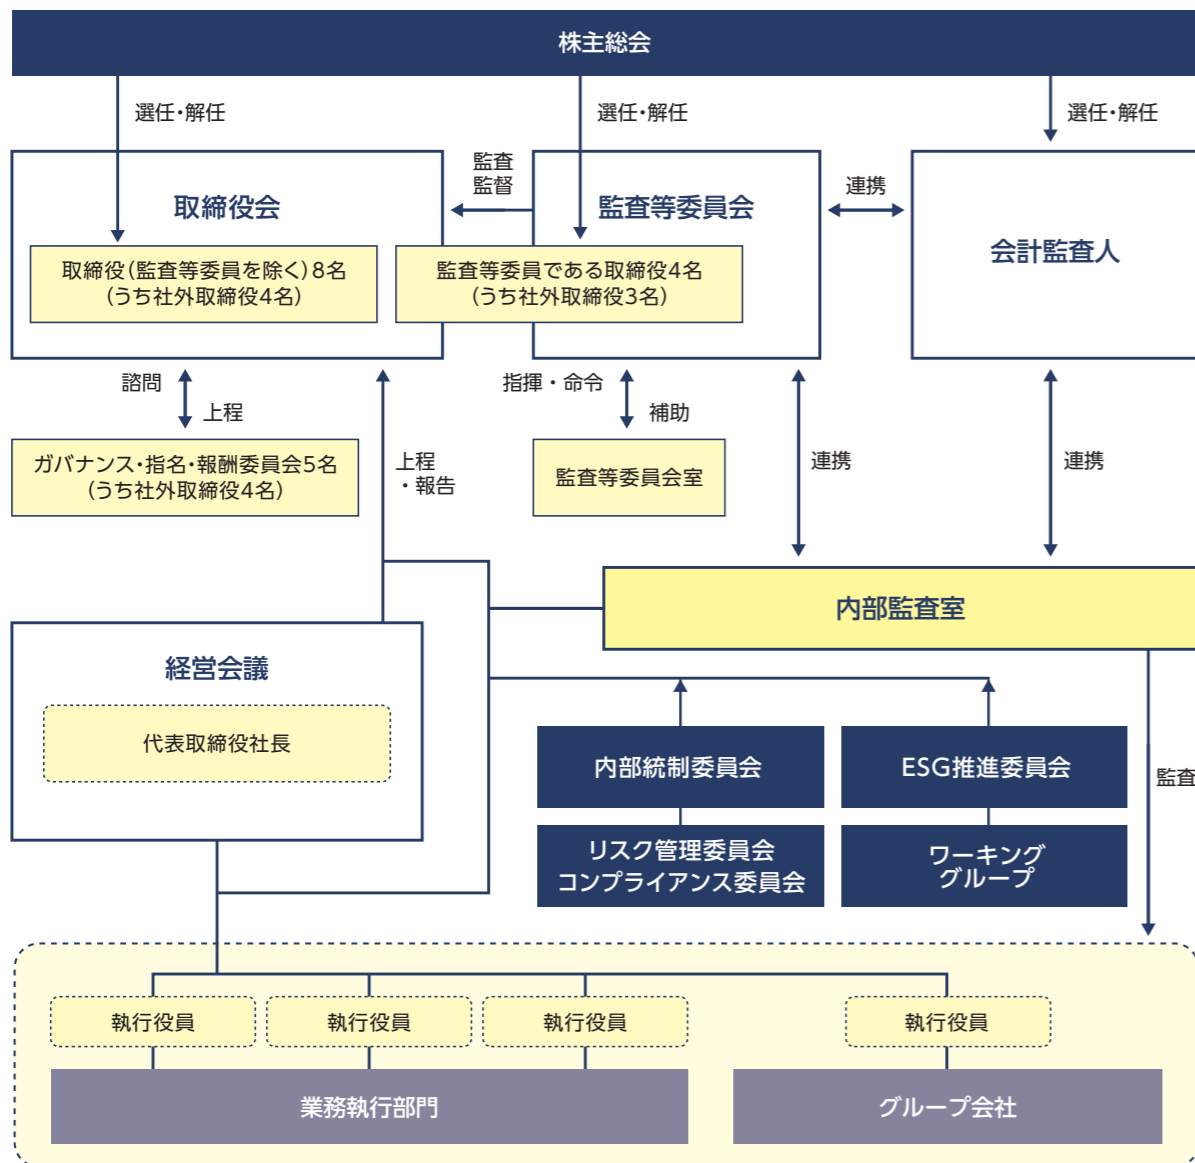 株主総会
選任・解任
選任・解任
選任・解任
取締役会
監査
監督
監査等委員会
連携
会計監査人
取締役(監査等委員を除く)8名
(うち社外取締役4名)
監査等委員である取締役4名
(うち社外取締役3名)
諮問
上程
指揮・命令
補助
ガバナンス・指名・報酬委員会5名
(うち社外取締役4名)
上程
・報告
監査等委員会室
連携
連携
内部監査室
経営会議
代表取締役社長
内部統制委員会
ESG推進委員会
監査
リスク管理委員会
コンプライアンス委員会
ワーキング
グループ
執行役員
執行役員
執行役員
執行役員
業務執行部門
グループ会社